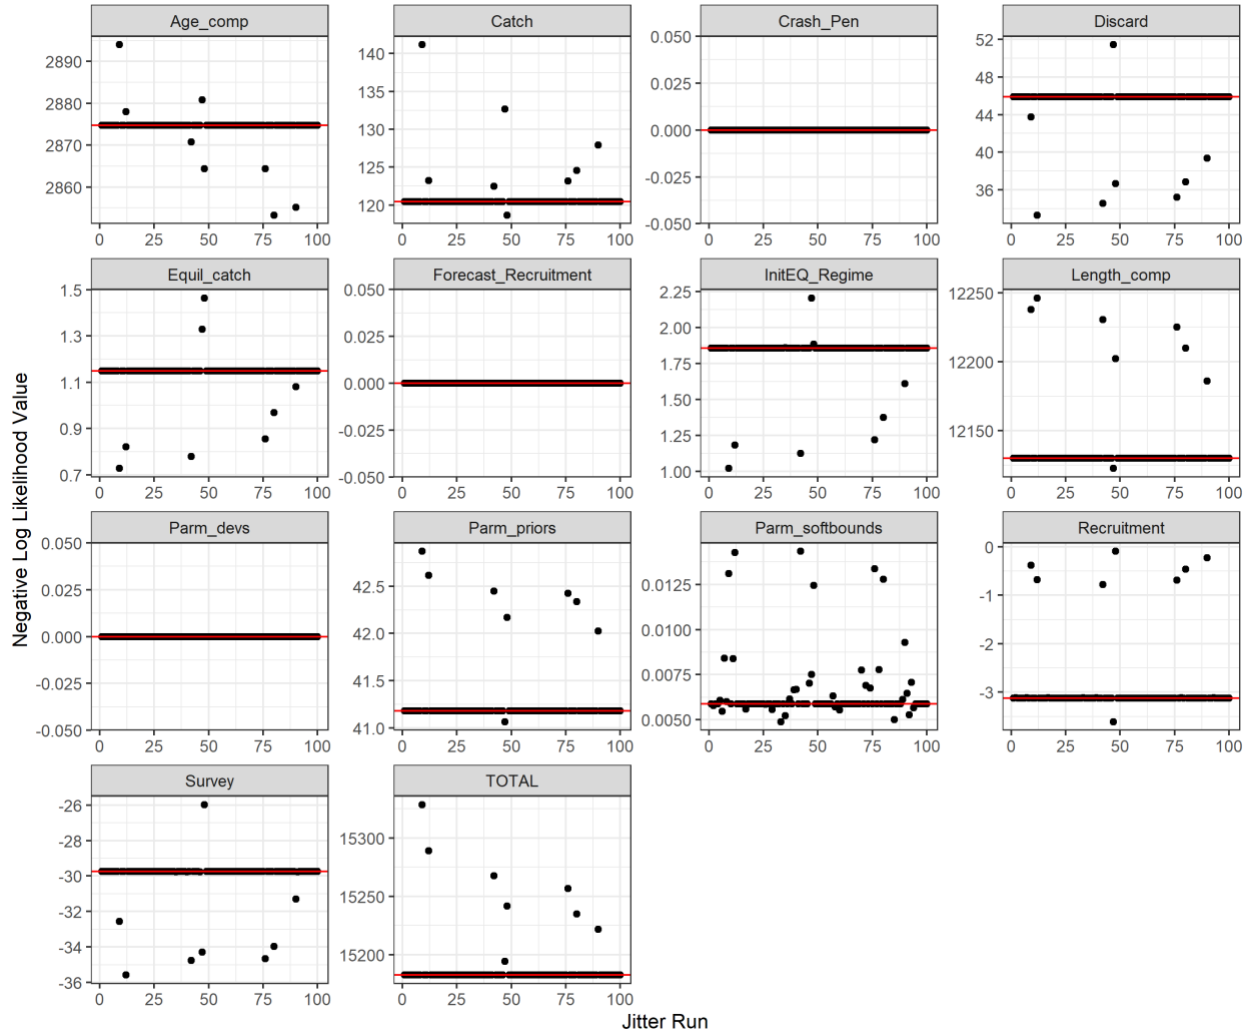 Age_comp
Catch
Crash_Pen
Discard
2890
2880
2870
2860
0 25 50 75 100
140
135
130
125
120
0 25 50 75 100
0.050
0.025
0.000
-0.025
-0.050
0 25 50 75 100
52
48
44
40
36
0 25 50 75 100
Equil_catch
Forecast_Recruitment
InitEQ_Regime
Length_comp
1.5
1.3
1.1
0.9
0.7
0 25 50 75 100
0.050
0.025
0.000
-0.025
-0.050
0 25 50 75 100
2.25
2.00
1.75
1.50
1.25
1.00
0 25 50 75 100
12250
12200
12150
0 25 50 75 100
Parm_devs
Parm_priors
Parm_softbounds
Recruitment
0.050
0.025
0.000
-0.025
-0.050
0 25 50 75 100
42.5
42.0
41.5
41.0
0 25 50 75 100
0.0125
0.0100
0.0075
0.0050
0 25 50 75 100
0
-1
-2
-3
0 25 50 75 100
Survey
TOTAL
-26
-28
-30
-32
-34
-36
0 25 50 75 100
15300
15250
15200
0 25 50 75 100
Negative Log Likelihood Value
Jitter Run